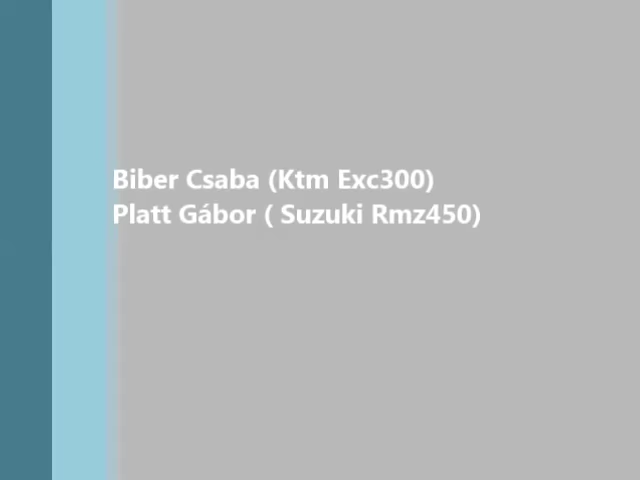 Biber Csaba (Ktm Exc300)
Platt Gábor ( Suzuki Rmz450)